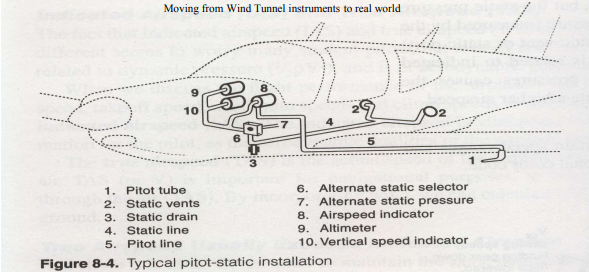 Moving from Wind Tunnel instruments to real world
9
8
10
7
6
3
2
2
4
5
1
1. Pitot tube
2. Static vents
3. Static drain
4. Static line
5. Pitot line
6. Alternate static selector
7. Alternate static pressure
8. Airspeed indicator
9. Altimeter
10. Vertical speed indicator
Figure 8-4. Typical pitot-static installation